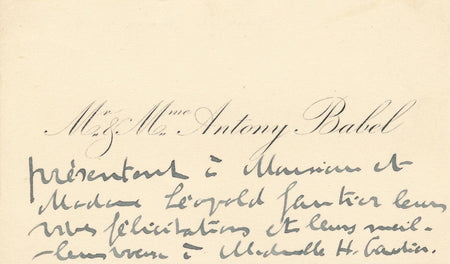 Mr. & Mme Antony Babel
présentent à Monsieur et
Madame Léopold Gautier leurs
vives félicitations et leurs meil-
leurs vœux à Mademoiselle H. Gautier.